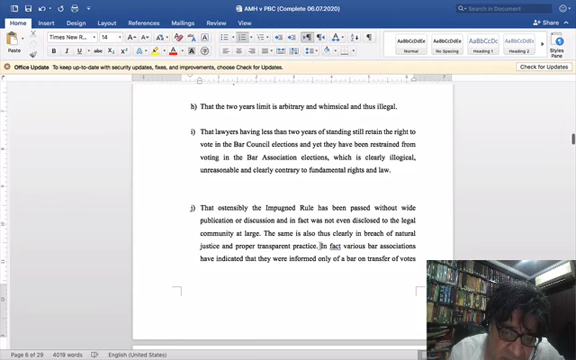 AMH v PBC (Complete 06.07.2020)
Search in Document
Home Insert Design Layout References Mailings Review View
Share
Times New R... 14
Paste
AaBbCcDdEe AaBbCcDdEe AaBbCcDc AaBbCcDdEe
Normal No Spacing Heading 1 Heading 2 Styles Pane
Office Update To keep up-to-date with security updates, fixes, and improvements, choose Check for Updates. Check for Updates
h) That the two years limit is arbitrary and whimsical and thus illegal.
i) That lawyers having less than two years of standing still retain the right to
vote in the Bar Council elections and yet they have been restrained from
voting in the Bar Association elections, which is clearly illogical,
unreasonable and clearly contrary to fundamental rights and law.
j) That ostensibly the Impugned Rule has been passed without wide
publication or discussion and in fact was not even disclosed to the legal
community at large. The same is also thus clearly in breach of natural
justice and proper transparent practice. In fact various bar associations
have indicated that they were informed only of a bar on transfer of votes
Page 6 of 29 4019 words English (United States)